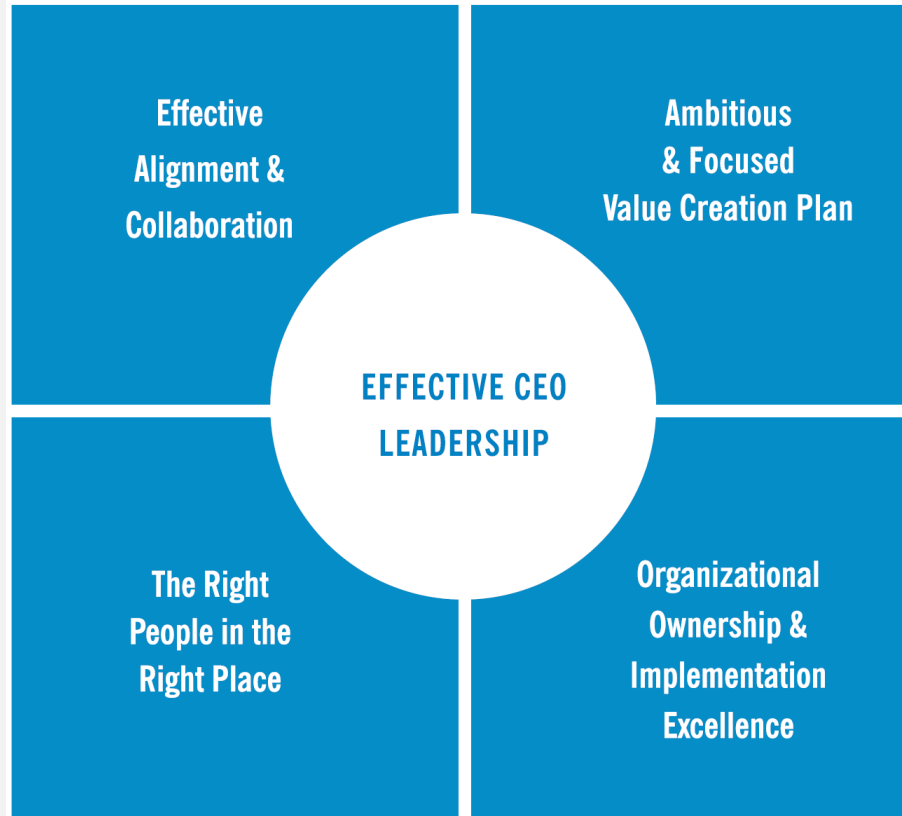 Effective
Alignment &
Collaboration
Ambitious
& Focused
Value Creation Plan
EFFECTIVE CEO
LEADERSHIP
The Right
People in the
Right Place
Organizational
Ownership &
Implementation
Excellence